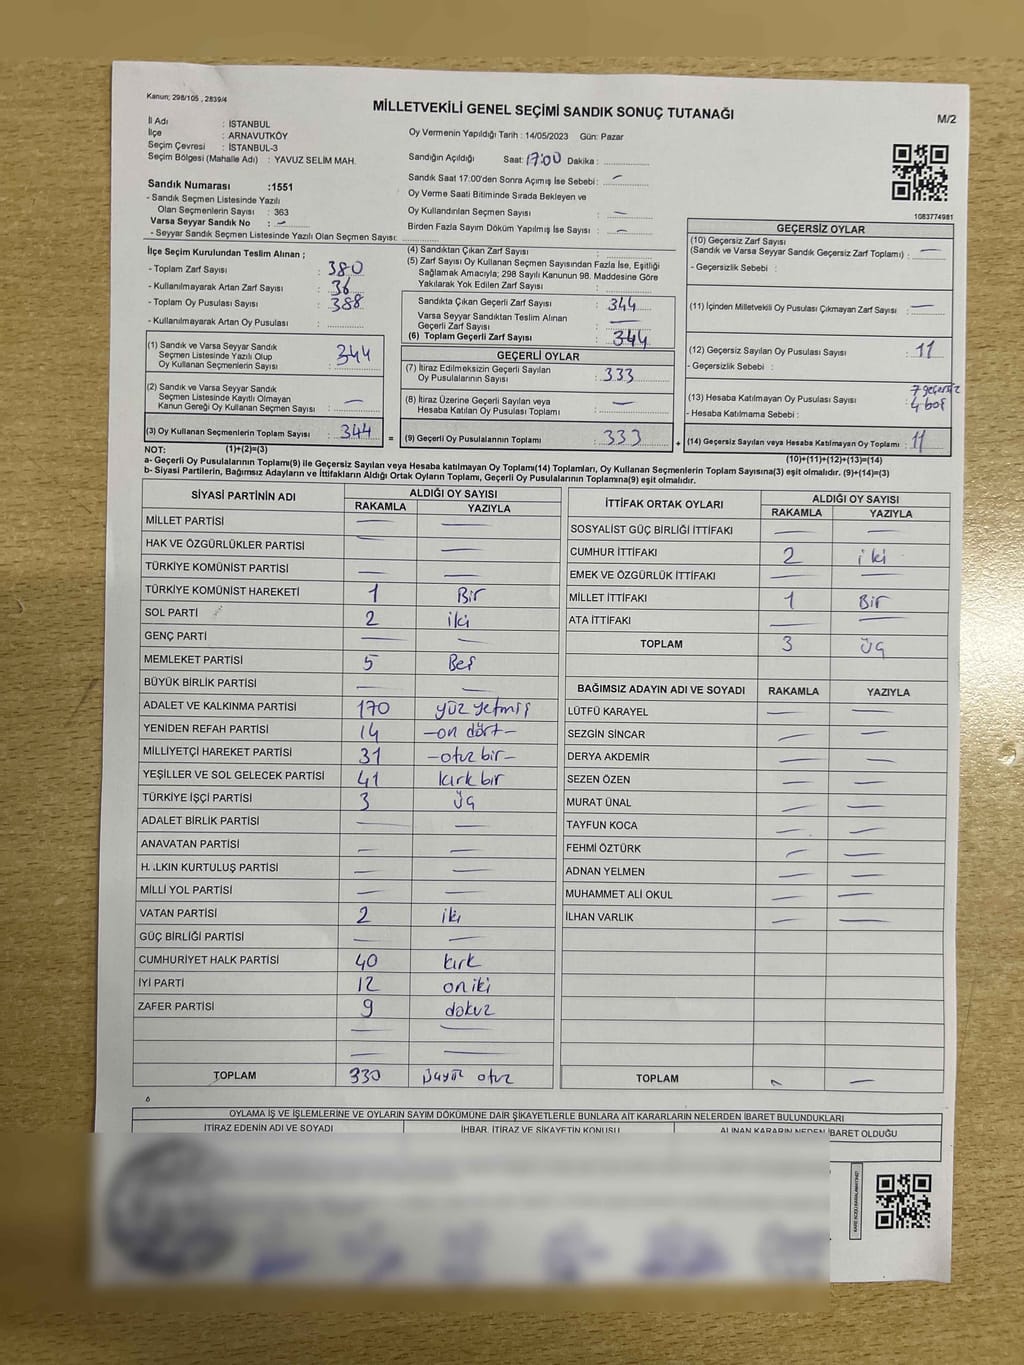 Kanun; 298/105 , 2839/4
MİLLETVEKİLİ GENEL SEÇİMİ SANDIK SONUÇ TUTANAĞI
M/2
İl Adı : İSTANBUL
İlçe : ARNAVUTKÖY
Seçim Çevresi : İSTANBUL-3
Seçim Bölgesi (Mahalle Adı) : YAVUZ SELİM MAH.
Sandık Numarası :1551
- Sandık Seçmen Listesinde Yazılı
Olan Seçmenlerin Sayısı : 363
Varsa Seyyar Sandık No : –
- Seyyar Sandık Seçmen Listesinde Yazılı Olan Seçmen Sayısı:
Oy Vermenin Yapıldığı Tarih : 14/05/2023 Gün: Pazar
Sandığın Açıldığı Saat: 17:00 Dakika :
Sandık Saat 17:00'den Sonra Açımış İse Sebebi : –
Oy Verme Saati Bitiminde Sırada Bekleyen ve
Oy Kullandırılan Seçmen Sayısı : –
Birden Fazla Sayım Döküm Yapılmış İse Sayısı : –
1083774981
İlçe Seçim Kurulundan Teslim Alınan ;
- Toplam Zarf Sayısı : 380
- Kullanılmayarak Artan Zarf Sayısı : 36
- Toplam Oy Pusulası Sayısı : 388
- Kullanılmayarak Artan Oy Pusulası :
(4) Sandıktan Çıkan Zarf Sayısı :
(5) Zarf Sayısı Oy Kullanan Seçmen Sayısından Fazla İse, Eşitliği
Sağlamak Amacıyla; 298 Sayılı Kanunun 98. Maddesine Göre
Yakılarak Yok Edilen Zarf Sayısı :
Sandıkta Çıkan Geçerli Zarf Sayısı : 344
Varsa Seyyar Sandıktan Teslim Alınan
Geçerli Zarf Sayısı : –
(6) Toplam Geçerli Zarf Sayısı : 344
GEÇERSİZ OYLAR
(10) Geçersiz Zarf Sayısı
(Sandık ve Varsa Seyyar Sandık Geçersiz Zarf Toplamı) : –
- Geçersizlik Sebebi :
(11) İçinden Milletvekili Oy Pusulası Çıkmayan Zarf Sayısı : –
(12) Geçersiz Sayılan Oy Pusulası Sayısı : 11
- Geçersizlik Sebebi :
(13) Hesaba Katılmayan Oy Pusulası Sayısı : 7 geçersiz
4 boş
- Hesaba Katılmama Sebebi :
(14) Geçersiz Sayılan veya Hesaba Katılmayan Oy Toplamı : 11
(10)+(11)+(12)+(13)=(14)
(1) Sandık ve Varsa Seyyar Sandık
Seçmen Listesinde Yazılı Olup
Oy Kullanan Seçmenlerin Sayısı : 344
(2) Sandık ve Varsa Seyyar Sandık
Seçmen Listesinde Kayıtlı Olmayan
Kanun Gereği Oy Kullanan Seçmen Sayısı : –
(3) Oy Kullanan Seçmenlerin Toplam Sayısı : 344 =
GEÇERLİ OYLAR
(7) İtiraz Edilmeksizin Geçerli Sayılan
Oy Pusulalarının Sayısı : 333
(8) İtiraz Üzerine Geçerli Sayılan veya
Hesaba Katılan Oy Pusulası Toplamı : –
(9) Geçerli Oy Pusulalarının Toplamı : 333 +
NOT: (1)+(2)=(3)
a- Geçerli Oy Pusulalarının Toplamı(9) ile Geçersiz Sayılan veya Hesaba katılmayan Oy Toplamı(14) Toplamları, Oy Kullanan Seçmenlerin Toplam Sayısına(3) eşit olmalıdır. (9)+(14)=(3)
b- Siyasi Partilerin, Bağımsız Adayların ve İttifakların Aldığı Ortak Oyların Toplamı, Geçerli Oy Pusulalarının Toplamına(9) eşit olmalıdır.
SİYASİ PARTİNİN ADI ALDIĞI OY SAYISI
RAKAMLA YAZIYLA
MİLLET PARTİSİ – –
HAK VE ÖZGÜRLÜKLER PARTİSİ – –
TÜRKİYE KOMÜNİST PARTİSİ – –
TÜRKİYE KOMÜNİST HAREKETİ 1 Bir
SOL PARTİ 2 iki
GENÇ PARTİ – –
MEMLEKET PARTİSİ 5 Beş
BÜYÜK BİRLİK PARTİSİ – –
ADALET VE KALKINMA PARTİSİ 170 yüz yetmiş
YENİDEN REFAH PARTİSİ 14 -on dört-
MİLLİYETÇİ HAREKET PARTİSİ 31 -otuz bir-
YEŞİLLER VE SOL GELECEK PARTİSİ 41 kırk bir
TÜRKİYE İŞÇİ PARTİSİ 3 üç
ADALET BİRLİK PARTİSİ – –
ANAVATAN PARTİSİ – –
H.LKIN KURTULUŞ PARTİSİ – –
MİLLİ YOL PARTİSİ – –
VATAN PARTİSİ 2 iki
GÜÇ BİRLİĞİ PARTİSİ – –
CUMHURİYET HALK PARTİSİ 40 kırk
İYİ PARTİ 12 on iki
ZAFER PARTİSİ 9 dokuz
– –
– –
TOPLAM 330 üçyüz otuz
İTTİFAK ORTAK OYLARI ALDIĞI OY SAYISI
RAKAMLA YAZIYLA
SOSYALİST GÜÇ BİRLİĞİ İTTİFAKI – –
CUMHUR İTTİFAKI 2 iki
EMEK VE ÖZGÜRLÜK İTTİFAKI – –
MİLLET İTTİFAKI 1 Bir
ATA İTTİFAKI – –
TOPLAM 3 üç
BAĞIMSIZ ADAYIN ADI VE SOYADI RAKAMLA YAZIYLA
LÜTFÜ KARAYEL – –
SEZGİN SİNCAR – –
DERYA AKDEMİR – –
SEZEN ÖZEN – –
MURAT ÜNAL – –
TAYFUN KOCA – –
FEHMİ ÖZTÜRK – –
ADNAN YELMEN – –
MUHAMMET ALİ OKUL – –
İLHAN VARLIK – –
TOPLAM – –
OYLAMA İŞ VE İŞLEMLERİNE VE OYLARIN SAYIM DÖKÜMÜNE DAİR ŞİKAYETLERLE BUNLARA AİT KARARLARIN NELERDEN İBARET BULUNDUKLARI
İTİRAZ EDENİN ADI VE SOYADI İHBAR, İTİRAZ VE ŞİKAYETİN KONUSU ALINAN KARARIN NEDEN İBARET OLDUĞU